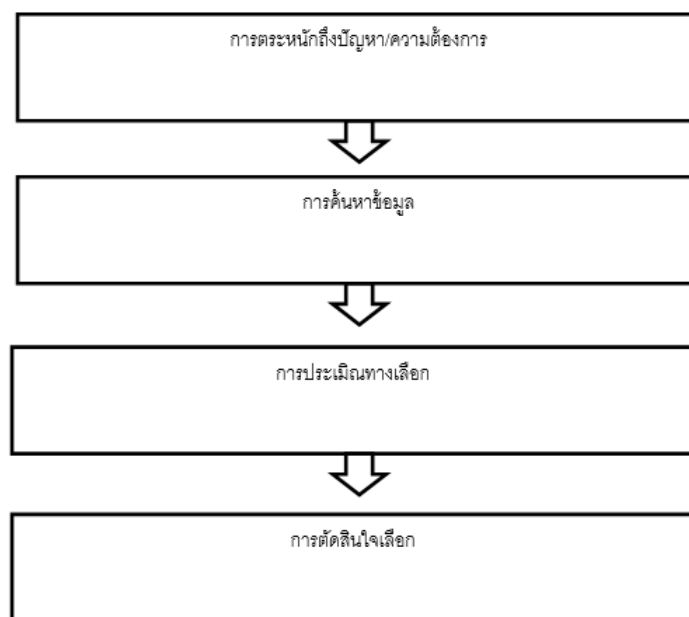 การตระหนักถึงปัญหา/ความต้องการ
การค้นหาข้อมูล
การประเมิณทางเลือก
การตัดสินใจเลือก